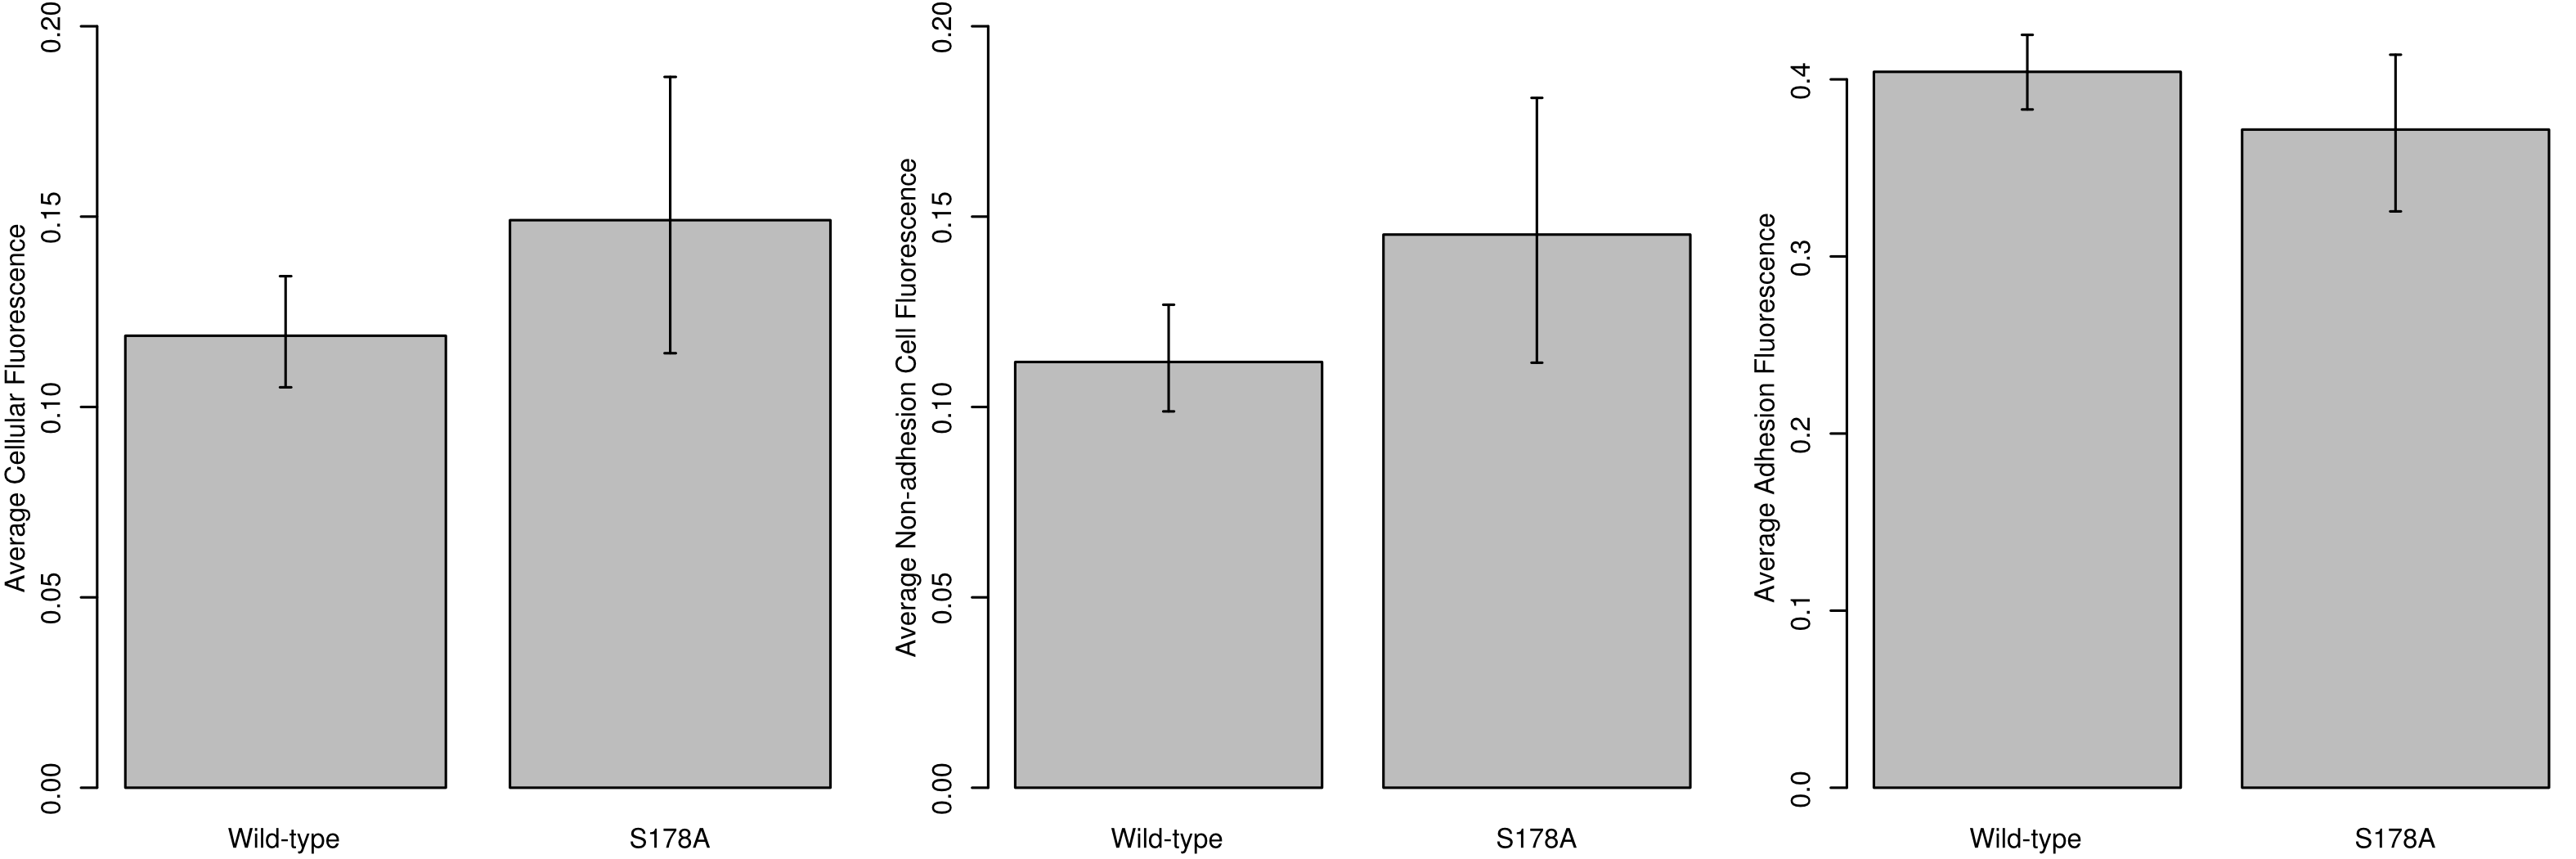 Average Cellular Fluorescence
0.20
0.15
0.10
0.05
0.00
Wild-type
S178A
Average Non-adhesion Cell Fluorescence
0.20
0.15
0.10
0.05
0.00
Wild-type
S178A
Average Adhesion Fluorescence
0.4
0.3
0.2
0.1
0.0
Wild-type
S178A